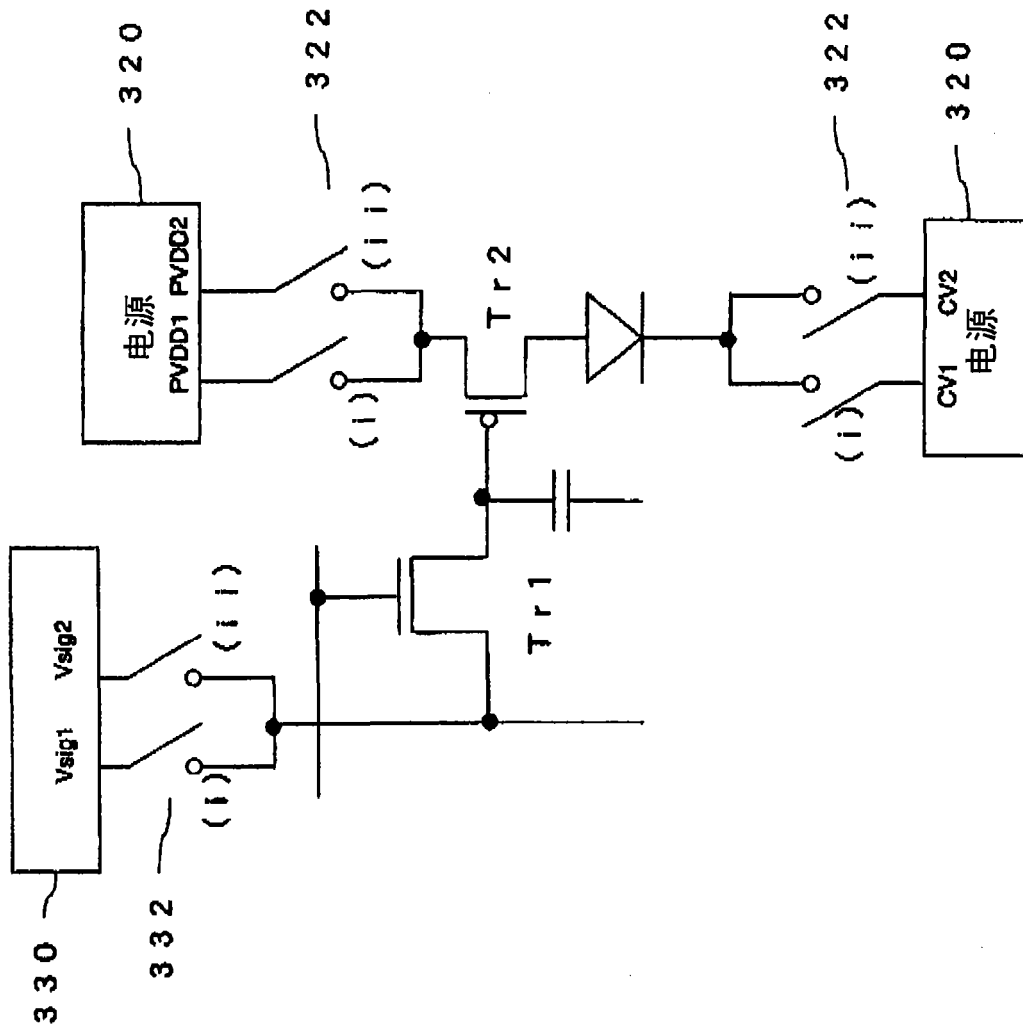 320
电源
PVDD1 PVDD2
322
(i)
(ii)
Tr2
330
Vsig1 Vsig2
332
(i)
(ii)
Tr1
322
(i)
(ii)
CV1 CV2
电源
320